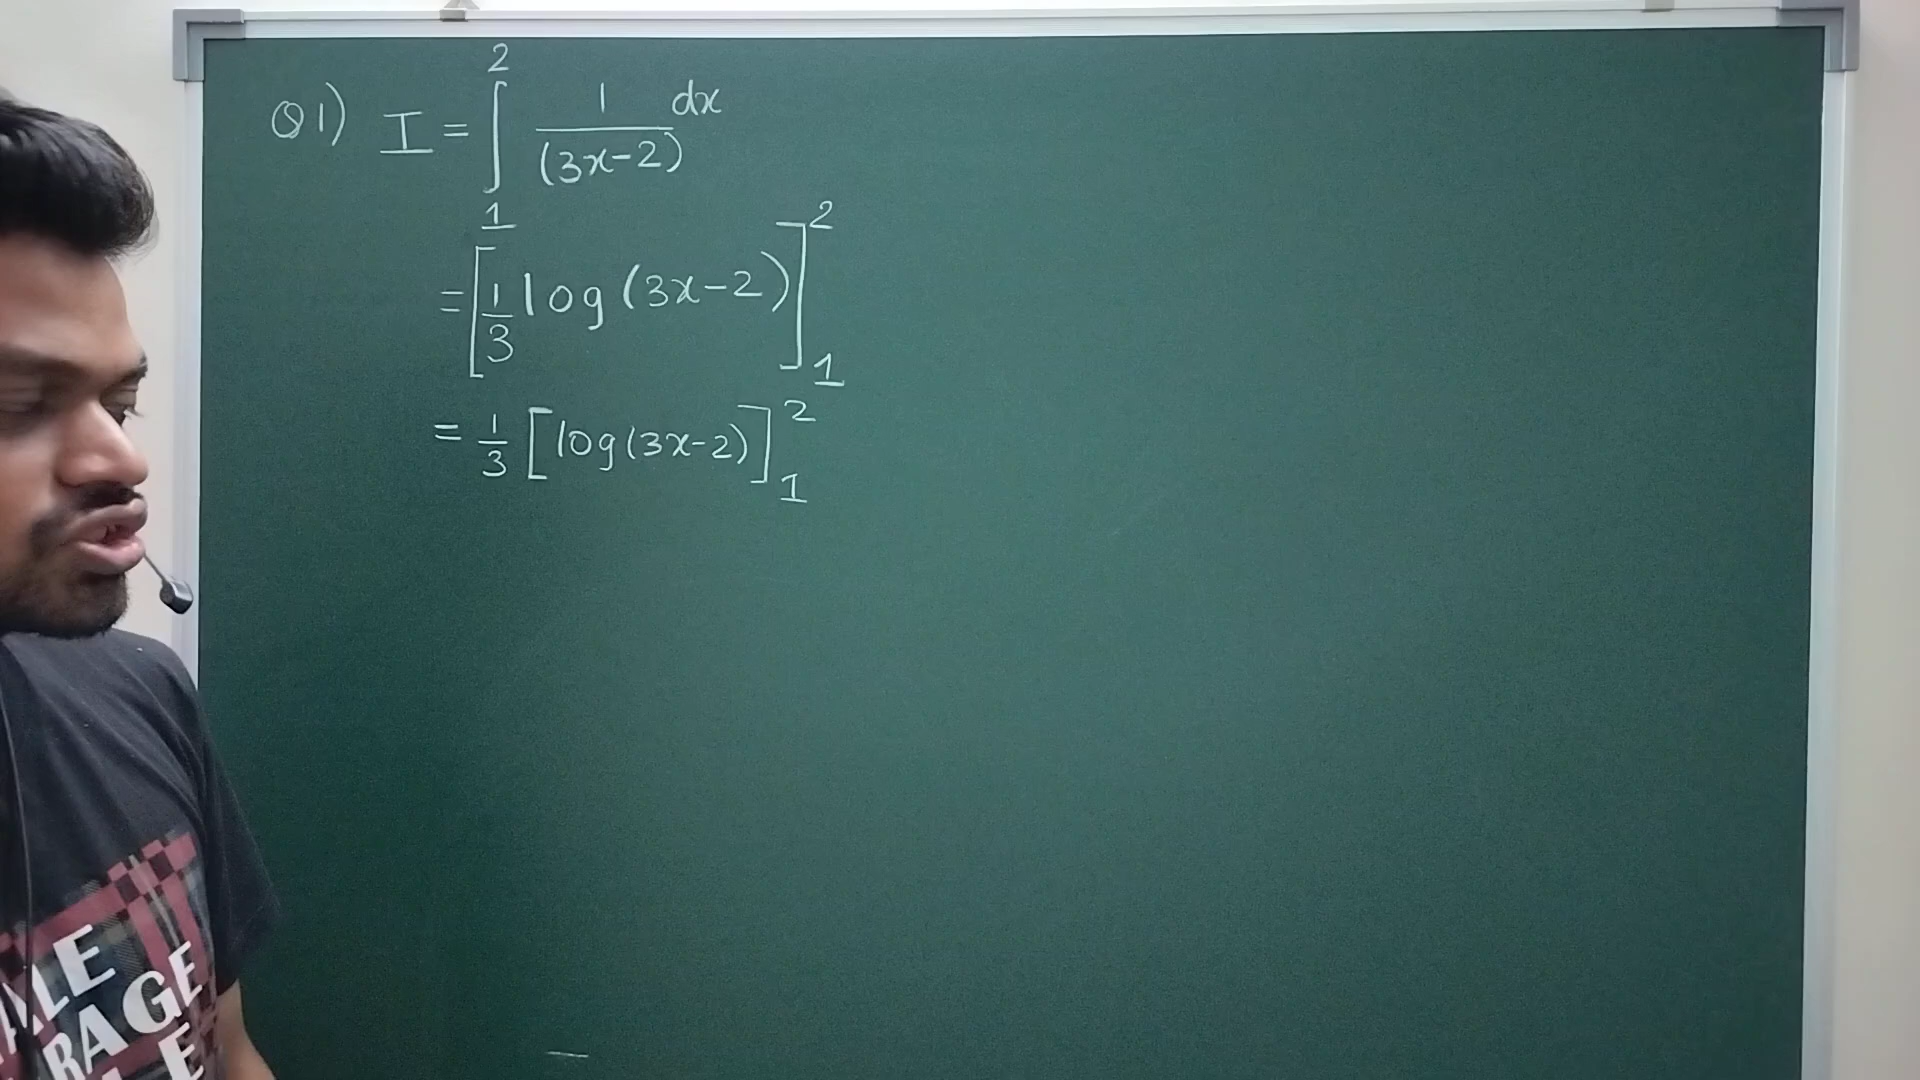 Q1) I = ∫₁² 1/(3x-2) dx
= [1/3 log(3x-2)]₁²
= 1/3 [log(3x-2)]₁²